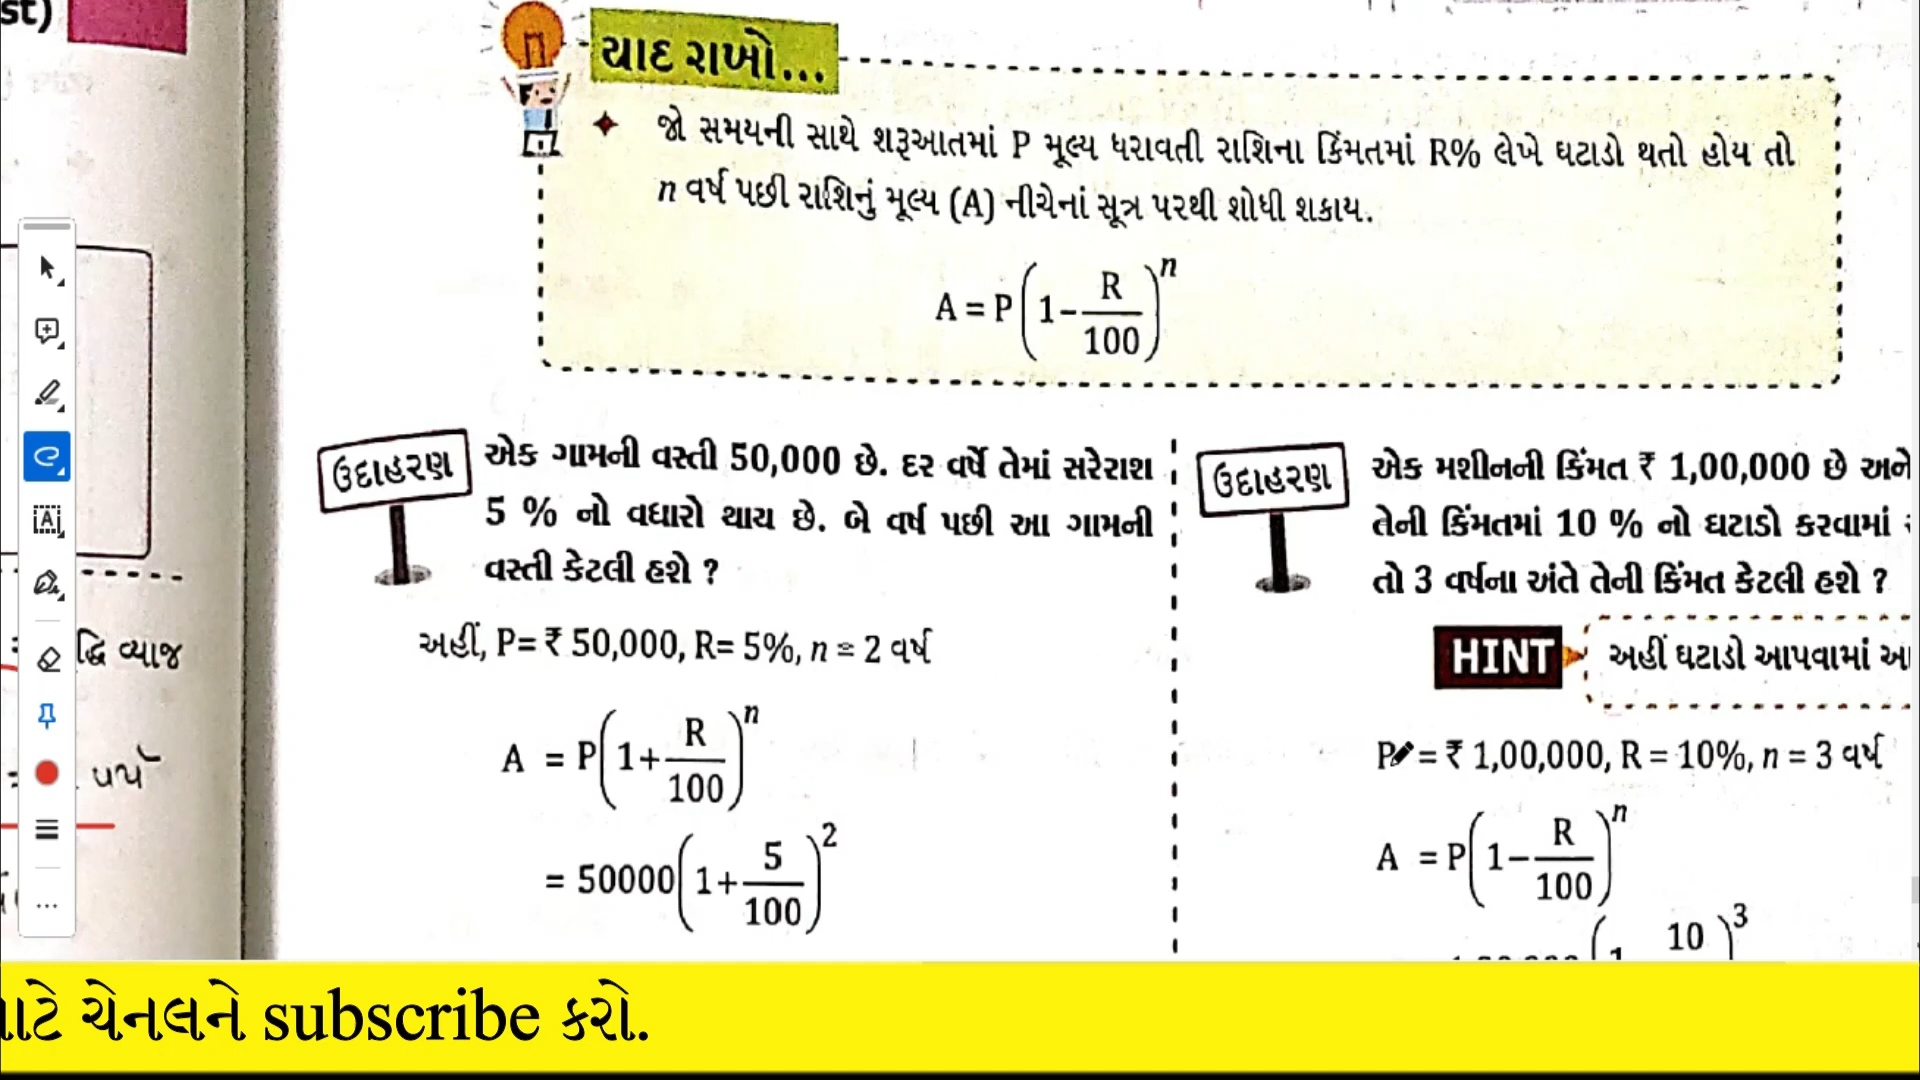 st)
યાદ રાખો...
જો સમયની સાથે શરૂઆતમાં P મૂલ્ય ધરાવતી રાશિના કિંમતમાં R% લેખે ઘટાડો થતો હોય તો
n વર્ષ પછી રાશિનું મૂલ્ય (A) નીચેનાં સૂત્ર પરથી શોધી શકાય.
A = P(1-R/100)^n
ઉદાહરણ
એક ગામની વસ્તી 50,000 છે. દર વર્ષે તેમાં સરેરાશ
5 % નો વધારો થાય છે. બે વર્ષ પછી આ ગામની
વસ્તી કેટલી હશે ?
અહીં, P= ₹ 50,000, R= 5%, n = 2 વર્ષ
A = P(1+R/100)^n
= 50000(1+5/100)^2
ઉદાહરણ
એક મશીનની કિંમત ₹ 1,00,000 છે અને
તેની કિંમતમાં 10 % નો ઘટાડો કરવામાં
તો 3 વર્ષના અંતે તેની કિંમત કેટલી હશે ?
HINT
અહીં ઘટાડો આપવામાં આ
P = ₹ 1,00,000, R = 10%, n = 3 વર્ષ
A = P(1-R/100)^n
10 )^3
દ્ધિ વ્યાજ
ાટે ચેનલને subscribe કરો.